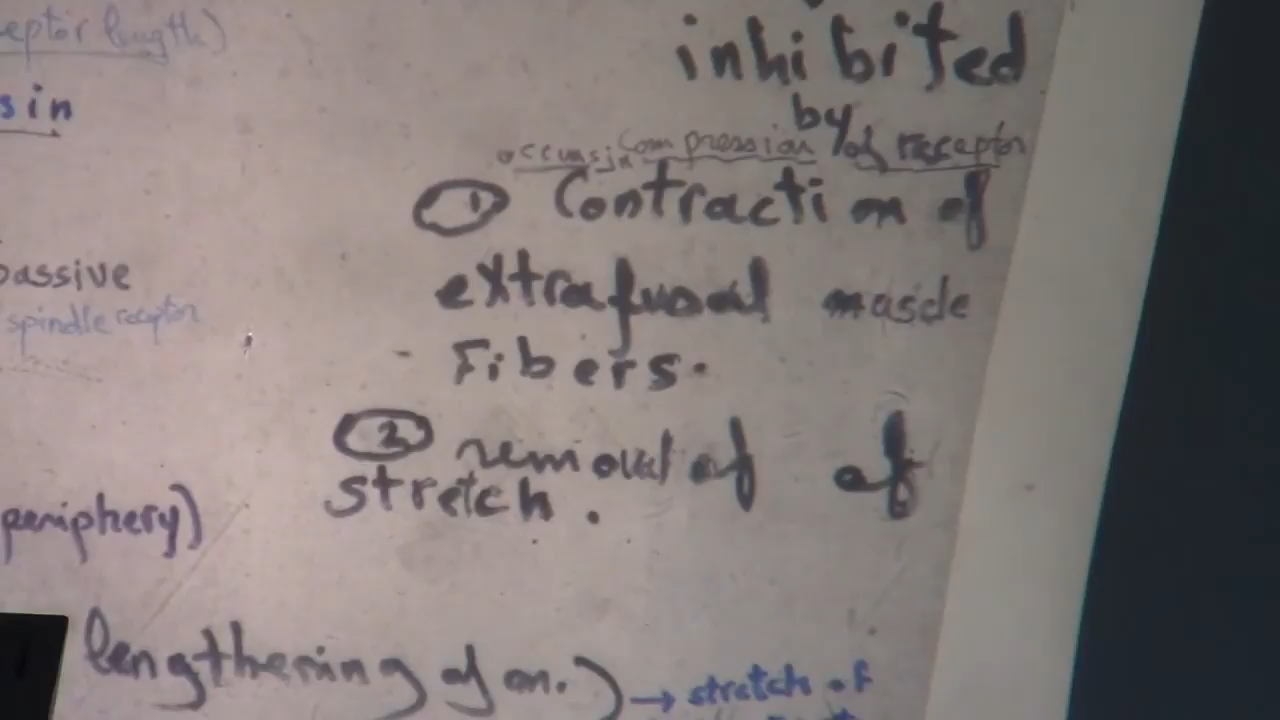 eptor length)
sin
passive
spindle receptor
periphery)
inhibited
by
occurs in compression of receptor
1 Contraction of
extrafusal muscle
Fibers.
2 removal of of
stretch.
lengthening of m.) → stretch of